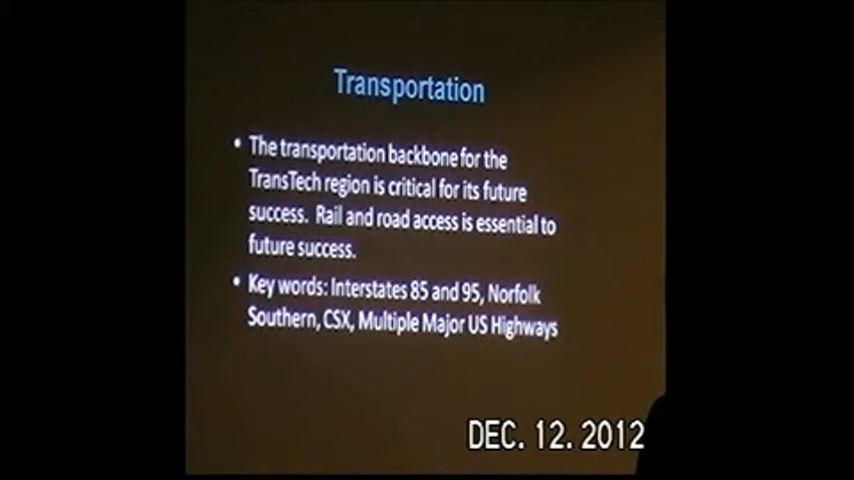 Transportation
• The transportation backbone for the
TransTech region is critical for its future
success. Rail and road access is essential to
future success.
• Key words: Interstates 85 and 95, Norfolk
Southern, CSX, Multiple Major US Highways
DEC. 12. 2012